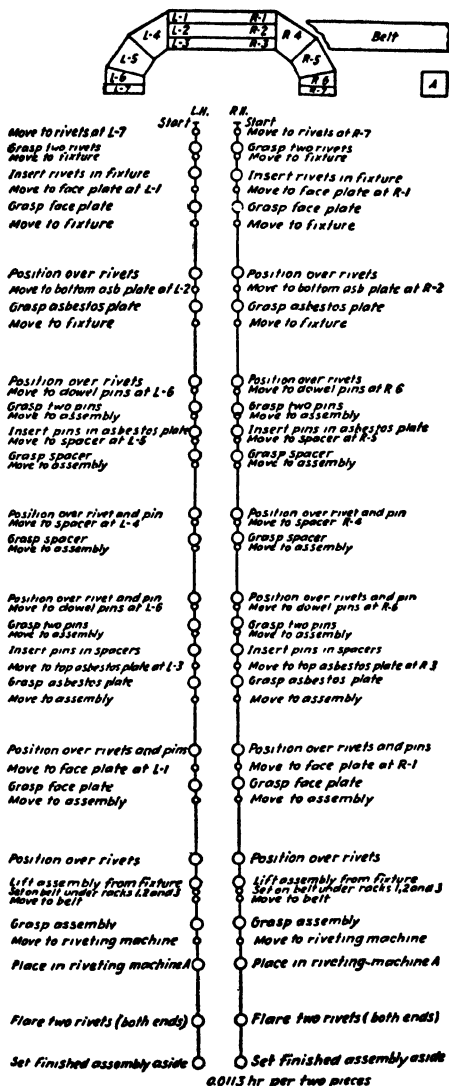 L-1 R-1
L-4 L-2 R-2 R 4 Belt
L-3 R-3
L-5 R-5
L-6 R 6 A
L-7 R-7
L.H. R.H.
Start Start
Move to rivets at L-7 Move to rivets at R-7
Grasp two rivets Grasp two rivets
Move to fixture Move to fixture
Insert rivets in fixture Insert rivets in fixture
Move to face plate at L-1 Move to face plate at R-1
Grasp face plate Grasp face plate
Move to fixture Move to fixture
Position over rivets Position over rivets
Move to bottom asb plate at L-2 Move to bottom asb plate at R-2
Grasp asbestos plate Grasp asbestos plate
Move to fixture Move to fixture
Position over rivets Position over rivets
Move to dowel pins at L-6 Move to dowel pins at R 6
Grasp two pins Grasp two pins
Move to assembly Move to assembly
Insert pins in asbestos plate Insert pins in asbestos plate
Move to spacer at L-5 Move to spacer at R-5
Grasp spacer Grasp spacer
Move to assembly Move to assembly
Position over rivet and pin Position over rivet and pin
Move to spacer at L-4 Move to spacer R-4
Grasp spacer Grasp spacer
Move to assembly Move to assembly
Position over rivet and pin Position over rivets and pin
Move to dowel pins at L-6 Move to dowel pins at R-6
Grasp two pins Grasp two pins
Move to assembly Move to assembly
Insert pins in spacers Insert pins in spacers
Move to top asbestos plate at L-3 Move to top asbestos plate at R 3
Grasp asbestos plate Grasp asbestos plate
Move to assembly Move to assembly
Position over rivets and pins Position over rivets and pins
Move to face plate at L-1 Move to face plate at R-1
Grasp face plate Grasp face plate
Move to assembly Move to assembly
Position over rivets Position over rivets
Lift assembly from fixture Lift assembly from fixture
Set on belt under racks 1,2 and 3 Set on belt under racks 1,2 and 3
Move to belt Move to belt
Grasp assembly Grasp assembly
Move to riveting machine Move to riveting machine
Place in riveting machine A Place in riveting-machine A
Flare two rivets (both ends) Flare two rivets (both ends)
Set finished assembly aside Set finished assembly aside
0.0113 hr per two pieces